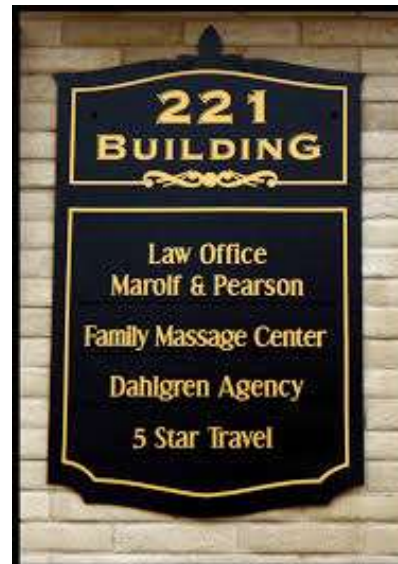 221
BUILDING
Law Office
Marolf & Pearson
Family Massage Center
Dahlgren Agency
5 Star Travel